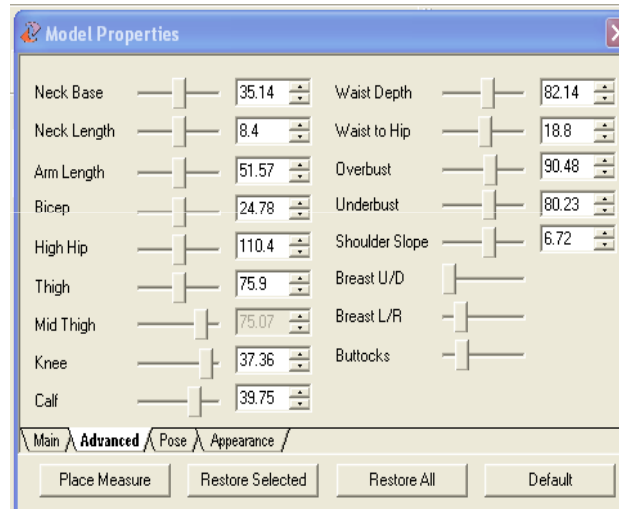 Model Properties
Neck Base 35.14 Waist Depth 82.14
Neck Length 8.4 Waist to Hip 18.8
Arm Length 51.57 Overbust 90.48
Bicep 24.78 Underbust 80.23
High Hip 110.4 Shoulder Slope 6.72
Thigh 75.9 Breast U/D
Mid Thigh 75.07 Breast L/R
Knee 37.36 Buttocks
Calf 39.75
Main Advanced Pose Appearance
Place Measure Restore Selected Restore All Default